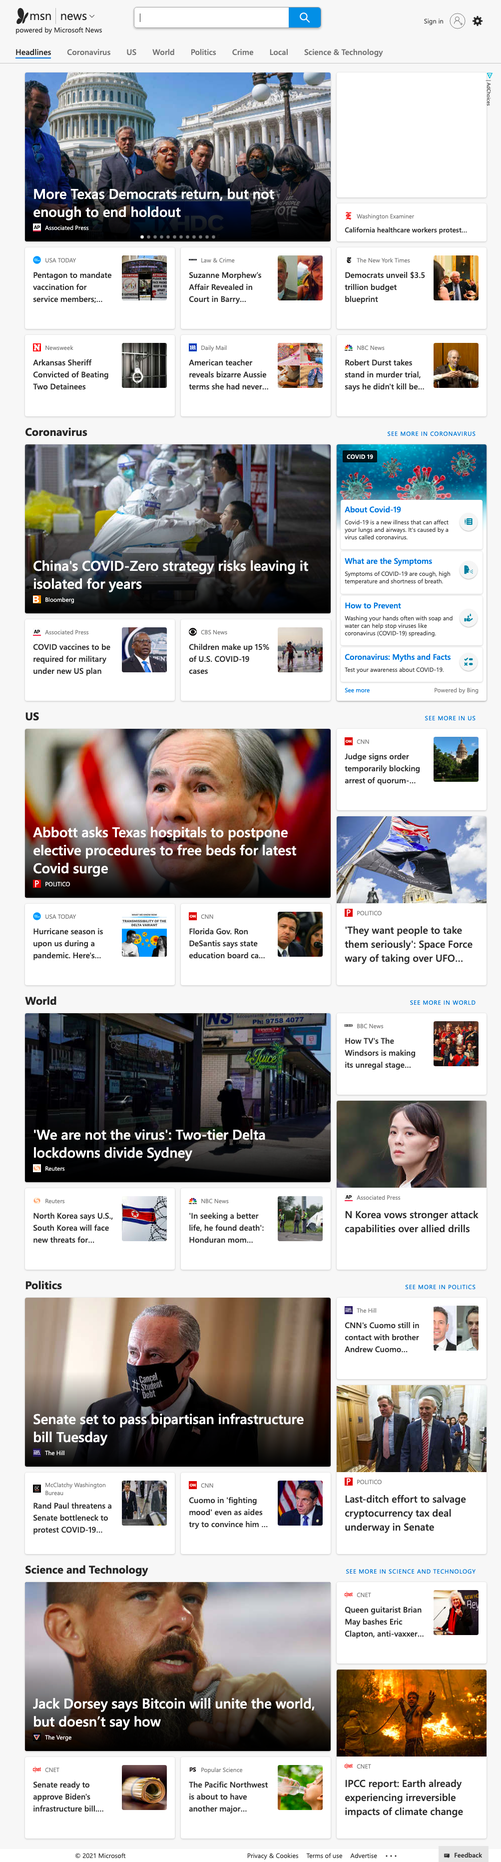 msn news
powered by Microsoft News
Sign in
Headlines Coronavirus US World Politics Crime Local Science & Technology
More Texas Democrats return, but not
enough to end holdout
Associated Press
AdChoices
Washington Examiner
California healthcare workers protest...
USA TODAY
Pentagon to mandate
vaccination for
service members;...
Law & Crime
Suzanne Morphew's
Affair Revealed in
Court in Barry...
The New York Times
Democrats unveil $3.5
trillion budget
blueprint
Newsweek
Arkansas Sheriff
Convicted of Beating
Two Detainees
Daily Mail
American teacher
reveals bizarre Aussie
terms she had never...
NBC News
Robert Durst takes
stand in murder trial,
says he didn't kill be...
Coronavirus
SEE MORE IN CORONAVIRUS
China's COVID-Zero strategy risks leaving it
isolated for years
Bloomberg
COVID 19
About Covid-19
Covid-19 is a new illness that can affect
your lungs and airways. It's caused by a
virus called coronavirus.
What are the Symptoms
Symptoms of COVID-19 are cough, high
temperature and shortness of breath.
How to Prevent
Washing your hands often with soap and
water can help stop viruses like
coronavirus (COVID-19) spreading.
Coronavirus: Myths and Facts
Test your awareness about COVID-19.
See more
Powered by Bing
Associated Press
COVID vaccines to be
required for military
under new US plan
CBS News
Children make up 15%
of U.S. COVID-19
cases
US
SEE MORE IN US
Abbott asks Texas hospitals to postpone
elective procedures to free beds for latest
Covid surge
POLITICO
CNN
Judge signs order
temporarily blocking
arrest of quorum-...
POLITICO
'They want people to take
them seriously': Space Force
wary of taking over UFO...
USA TODAY
Hurricane season is
upon us during a
pandemic. Here's...
TRANSMISSIBILITY OF THE
DELTA VARIANT
CNN
Florida Gov. Ron
DeSantis says state
education board ca...
World
SEE MORE IN WORLD
NS
PH: 9758 4077
Juice
'We are not the virus': Two-tier Delta
lockdowns divide Sydney
Reuters
BBC News
How TV's The
Windsors is making
its unregal stage...
Associated Press
N Korea vows stronger attack
capabilities over allied drills
Reuters
North Korea says U.S.,
South Korea will face
new threats for...
NBC News
'In seeking a better
life, he found death':
Honduran mom...
Politics
SEE MORE IN POLITICS
#Cancel
Student
Debt
Senate set to pass bipartisan infrastructure
bill Tuesday
The Hill
The Hill
CNN's Cuomo still in
contact with brother
Andrew Cuomo...
POLITICO
Last-ditch effort to salvage
cryptocurrency tax deal
underway in Senate
McClatchy Washington
Bureau
Rand Paul threatens a
Senate bottleneck to
protest COVID-19...
CNN
Cuomo in 'fighting
mood' even as aides
try to convince him ...
Science and Technology
SEE MORE IN SCIENCE AND TECHNOLOGY
Jack Dorsey says Bitcoin will unite the world,
but doesn't say how
The Verge
CNET
Queen guitarist Brian
May bashes Eric
Clapton, anti-vaxxer...
CNET
IPCC report: Earth already
experiencing irreversible
impacts of climate change
CNET
Senate ready to
approve Biden's
infrastructure bill....
Popular Science
The Pacific Northwest
is about to have
another major...
© 2021 Microsoft
Privacy & Cookies Terms of use Advertise
Feedback